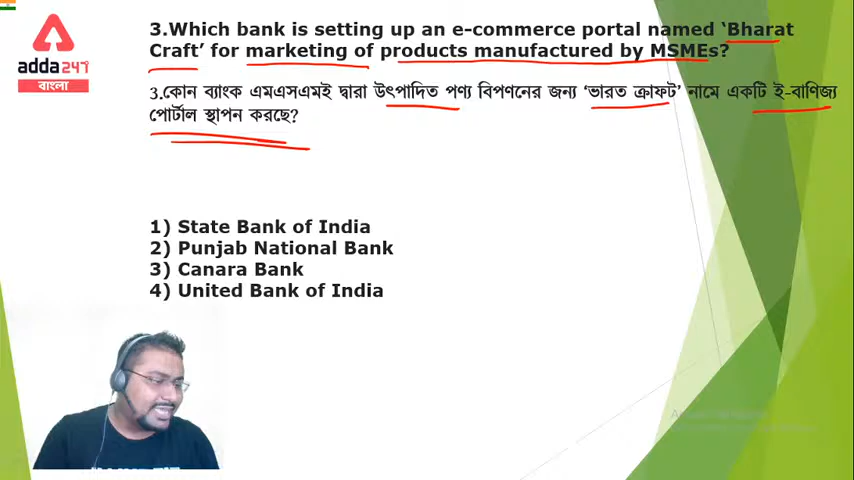 3.Which bank is setting up an e-commerce portal named ‘Bharat
Craft’ for marketing of products manufactured by MSMEs?
adda247
বাংলা
3.কোন ব্যাংক এমএসএমই দ্বারা উৎপাদিত পণ্য বিপণনের জন্য ‘ভারত ক্রাফট’ নামে একটি ই-বাণিজ্য
পোর্টাল স্থাপন করছে?
1) State Bank of India
2) Punjab National Bank
3) Canara Bank
4) United Bank of India